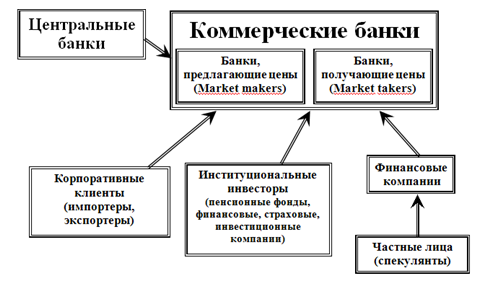 Центральные
банки
Коммерческие банки
Банки,
предлагающие цены
(Market makers)
Банки,
получающие цены
(Market takers)
Корпоративные
клиенты
(импортеры,
экспортеры)
Институциональные
инвесторы
(пенсионные фонды,
финансовые, страховые,
инвестиционные
компании)
Финансовые
компании
Частные лица
(спекулянты)